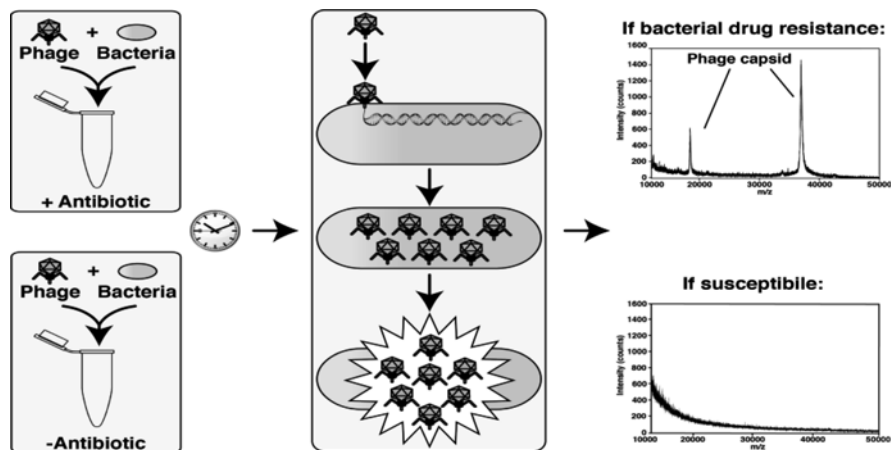 Phage + Bacteria
+ Antibiotic
Phage + Bacteria
-Antibiotic
If bacterial drug resistance:
Phage capsid
Intensity (counts)
1600
1400
1200
1000
800
600
400
200
0
10000 20000 30000 40000 50000
m/z
If susceptibile:
Intensity (counts)
1600
1400
1200
1000
800
600
400
200
0
10000 20000 30000 40000 50000
m/z